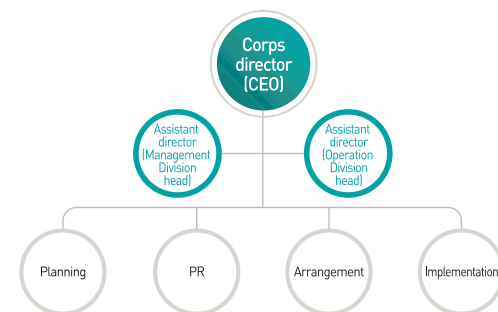 Corps
director
(CEO)
Assistant
director
(Management
Division
head)
Assistant
director
(Operation
Division
head)
Planning
PR
Arrangement
Implementation